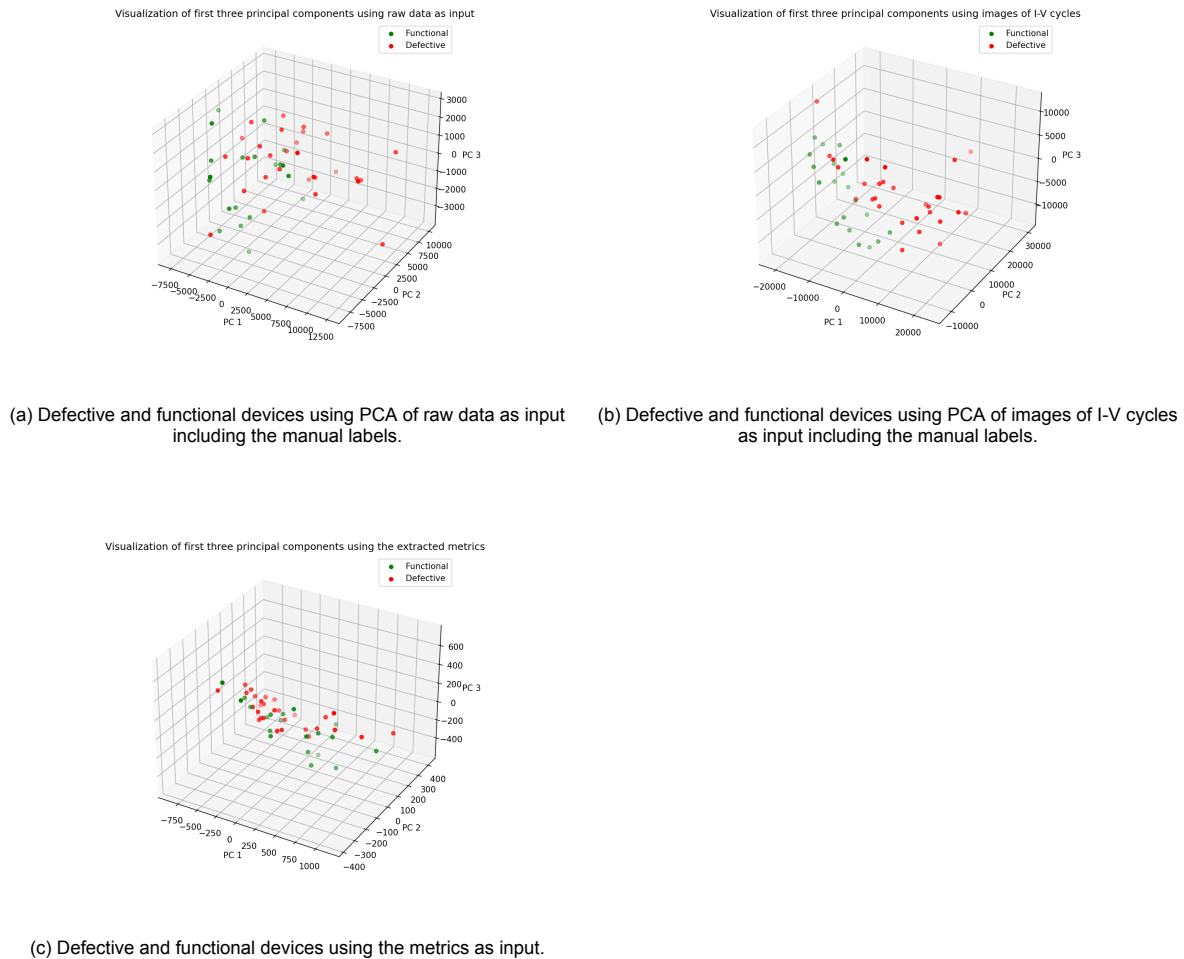 Visualization of first three principal components using raw data as input
Functional
Defective
3000
2000
1000
0
PC 3
−1000
−2000
−3000
10000
7500
5000
2500
0
PC 2
−2500
−5000
−7500
−7500
−5000
−2500
0
2500
5000
7500
10000
12500
PC 1
(a) Defective and functional devices using PCA of raw data as input
including the manual labels.
Visualization of first three principal components using images of I-V cycles
Functional
Defective
10000
5000
0
PC 3
−5000
−10000
30000
20000
10000
PC 2
0
−10000
−20000
−10000
0
10000
20000
PC 1
(b) Defective and functional devices using PCA of images of I-V cycles
as input including the manual labels.
Visualization of first three principal components using the extracted metrics
Functional
Defective
600
400
200
PC 3
0
−200
−400
400
300
200
100
0
PC 2
−100
−200
−300
−400
−750
−500
−250
0
250
500
750
1000
PC 1
(c) Defective and functional devices using the metrics as input.